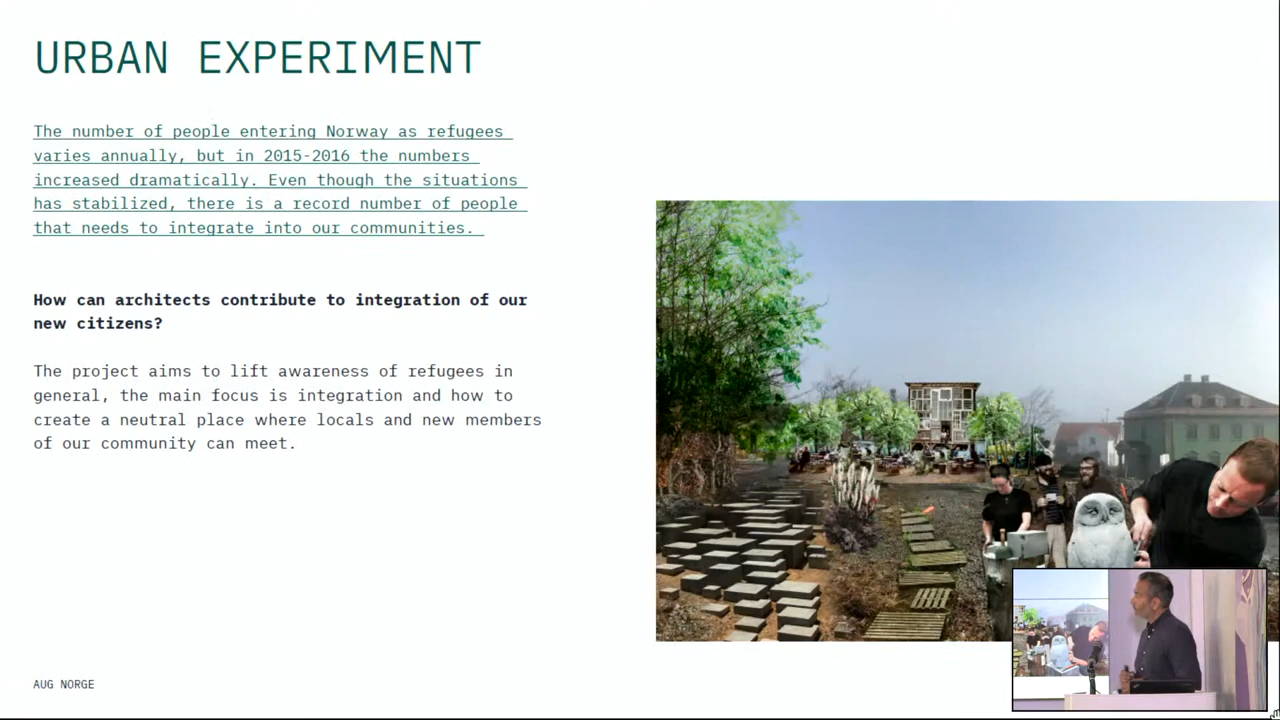 URBAN EXPERIMENT
The number of people entering Norway as refugees
varies annually, but in 2015-2016 the numbers
increased dramatically. Even though the situations
has stabilized, there is a record number of people
that needs to integrate into our communities.
How can architects contribute to integration of our
new citizens?
The project aims to lift awareness of refugees in
general, the main focus is integration and how to
create a neutral place where locals and new members
of our community can meet.
AUG NORGE